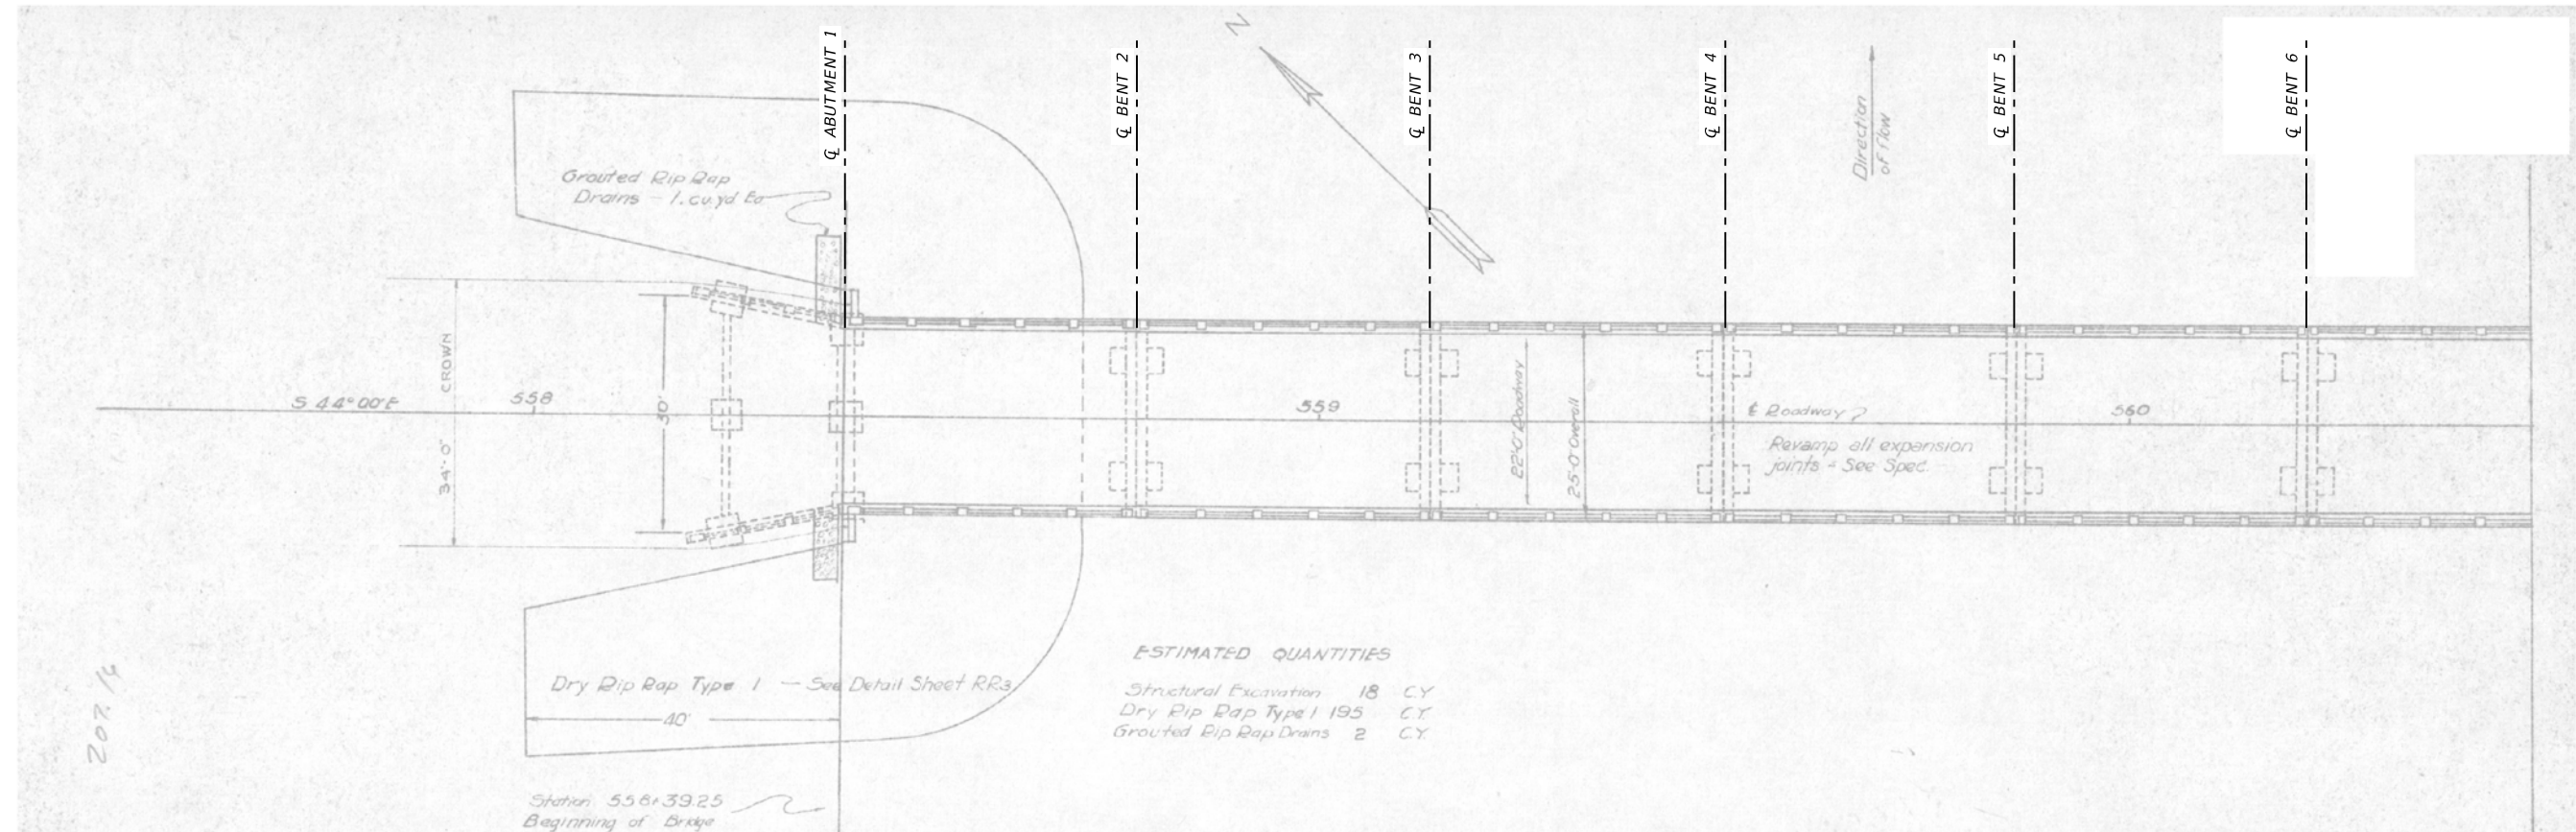 N
℄ ABUTMENT 1
℄ BENT 2
℄ BENT 3
℄ BENT 4
℄ BENT 5
℄ BENT 6
Direction
of Flow
Grouted Rip Rap
Drains - 1.cu.yd Ea
CROWN
34'-0"
30'
S 44°00'E
558
559
560
22'-0" Roadway
25'-0" Overall
℄ Roadway
Revamp all expansion
joints - See Spec.
Dry Rip Rap Type 1 — See Detail Sheet RR3
40'
207.14
ESTIMATED QUANTITIES
Structural Excavation 18 C.Y.
Dry Rip Rap Type 1 195 C.Y.
Grouted Rip Rap Drains 2 C.Y.
Station 558+39.25
Beginning of Bridge